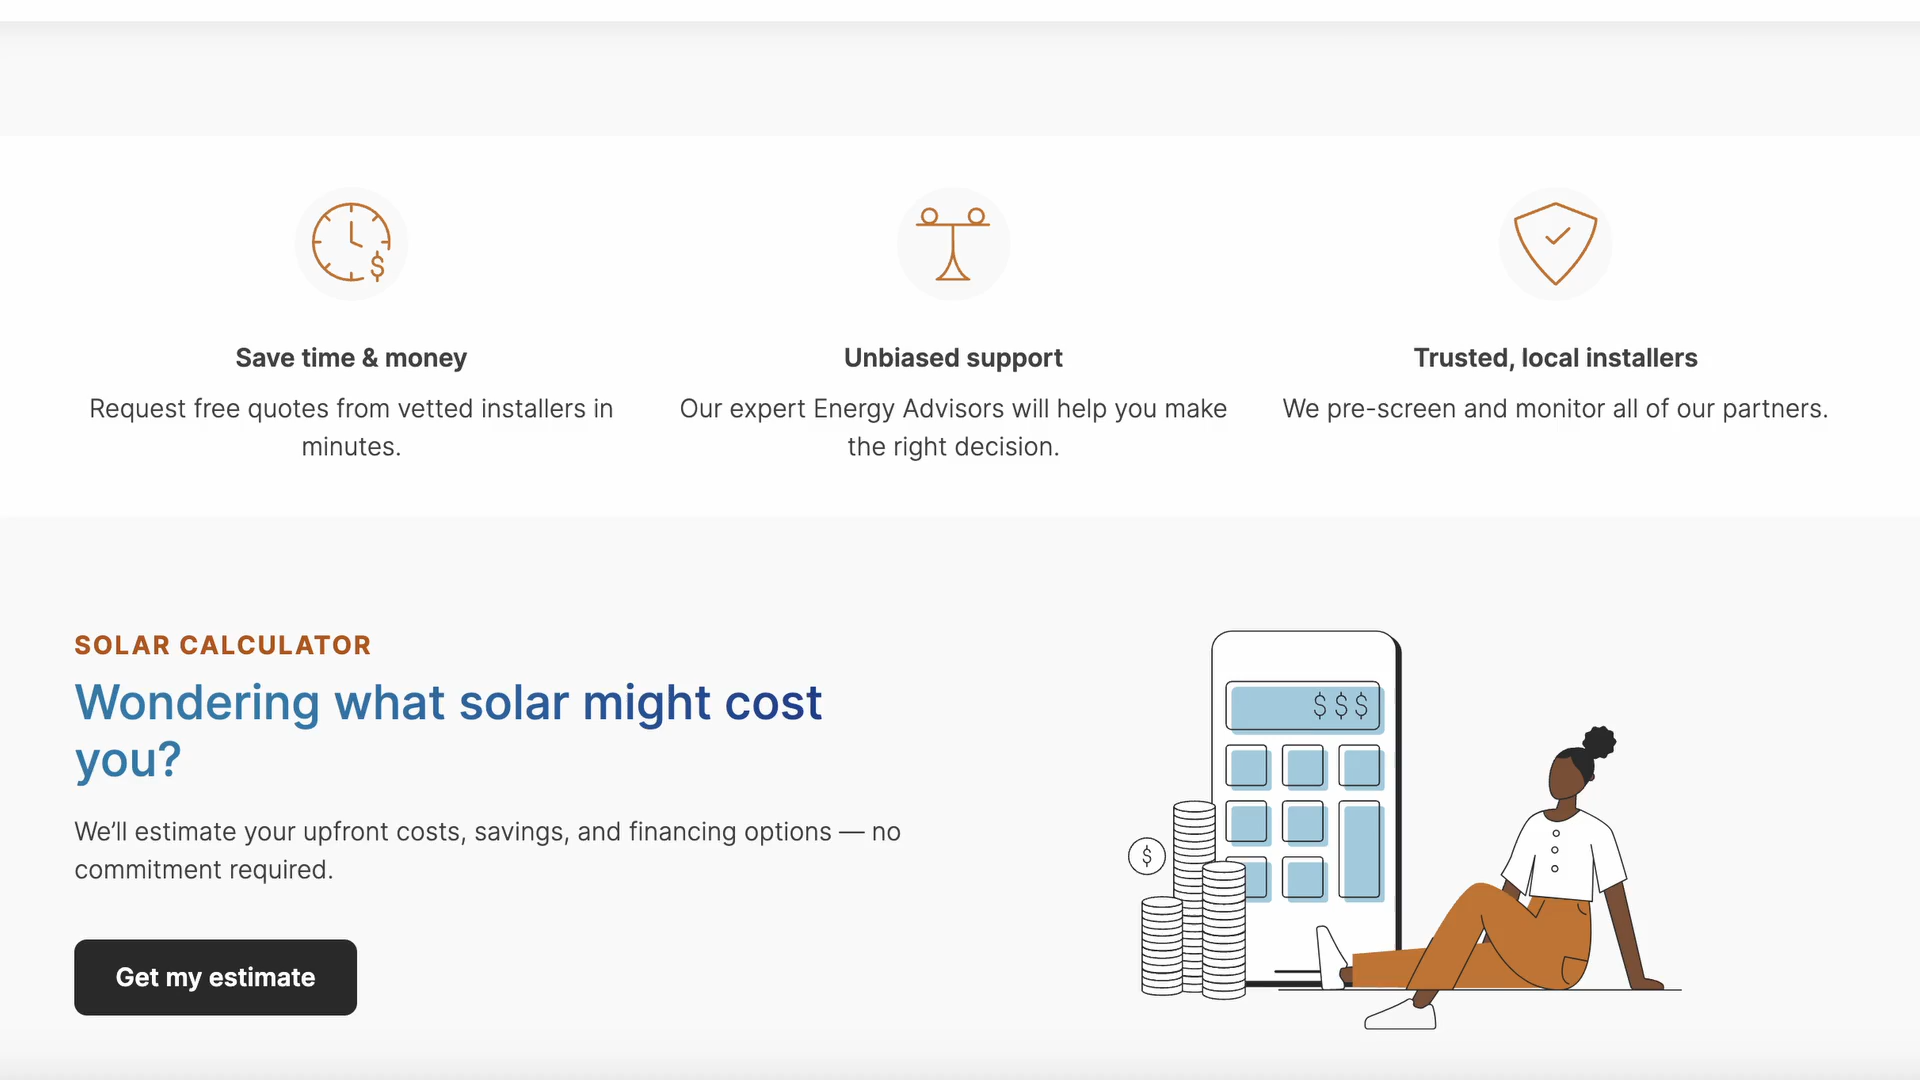 $
Save time & money
Request free quotes from vetted installers in
minutes.
Unbiased support
Our expert Energy Advisors will help you make
the right decision.
Trusted, local installers
We pre-screen and monitor all of our partners.
SOLAR CALCULATOR
Wondering what solar might cost
you?
We’ll estimate your upfront costs, savings, and financing options — no
commitment required.
Get my estimate
$$$
$